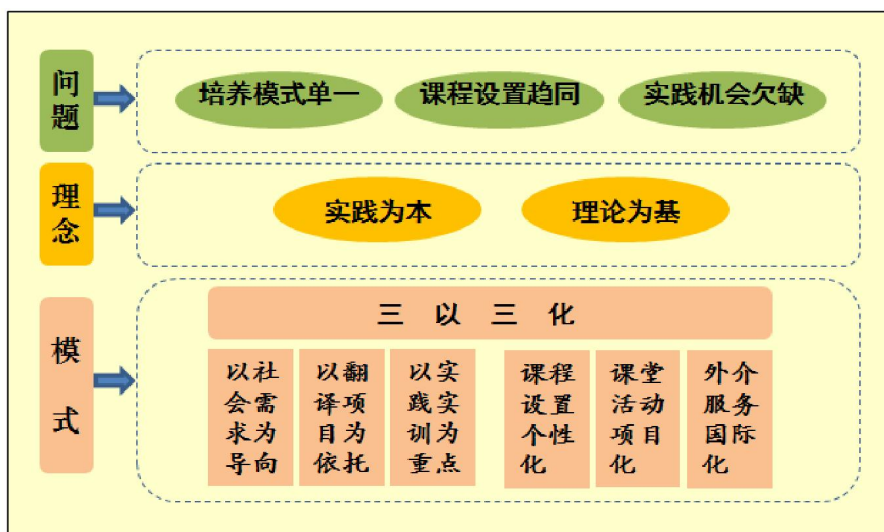 问题
培养模式单一
课程设置趋同
实践机会欠缺
理念
实践为本
理论为基
模式
三以三化
以社
会需
求为
导向
以翻
译项
目为
依托
以实
践实
训为
重点
课程
设置
个性
化
课堂
活动
项目
化
外介
服务
国际
化